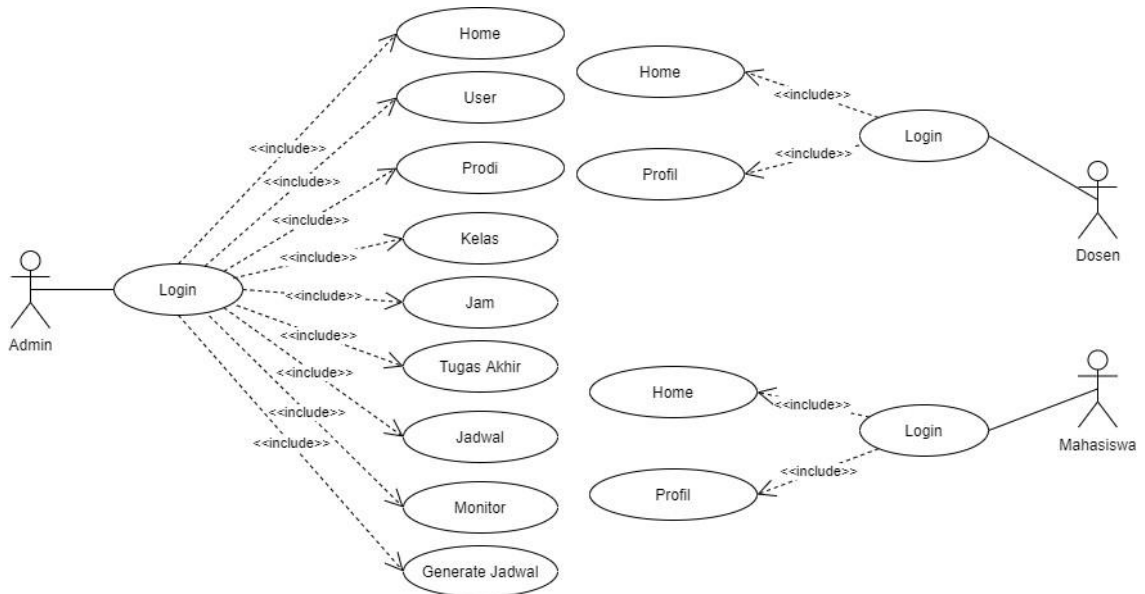 Home
User
Prodi
Kelas
Jam
Tugas Akhir
Jadwal
Monitor
Generate Jadwal
<<include>>
<<include>>
<<include>>
<<include>>
<<include>>
<<include>>
<<include>>
<<include>>
<<include>>
Login
Admin
Home
Profil
<<include>>
<<include>>
Login
Dosen
Home
Profil
<<include>>
<<include>>
Login
Mahasiswa